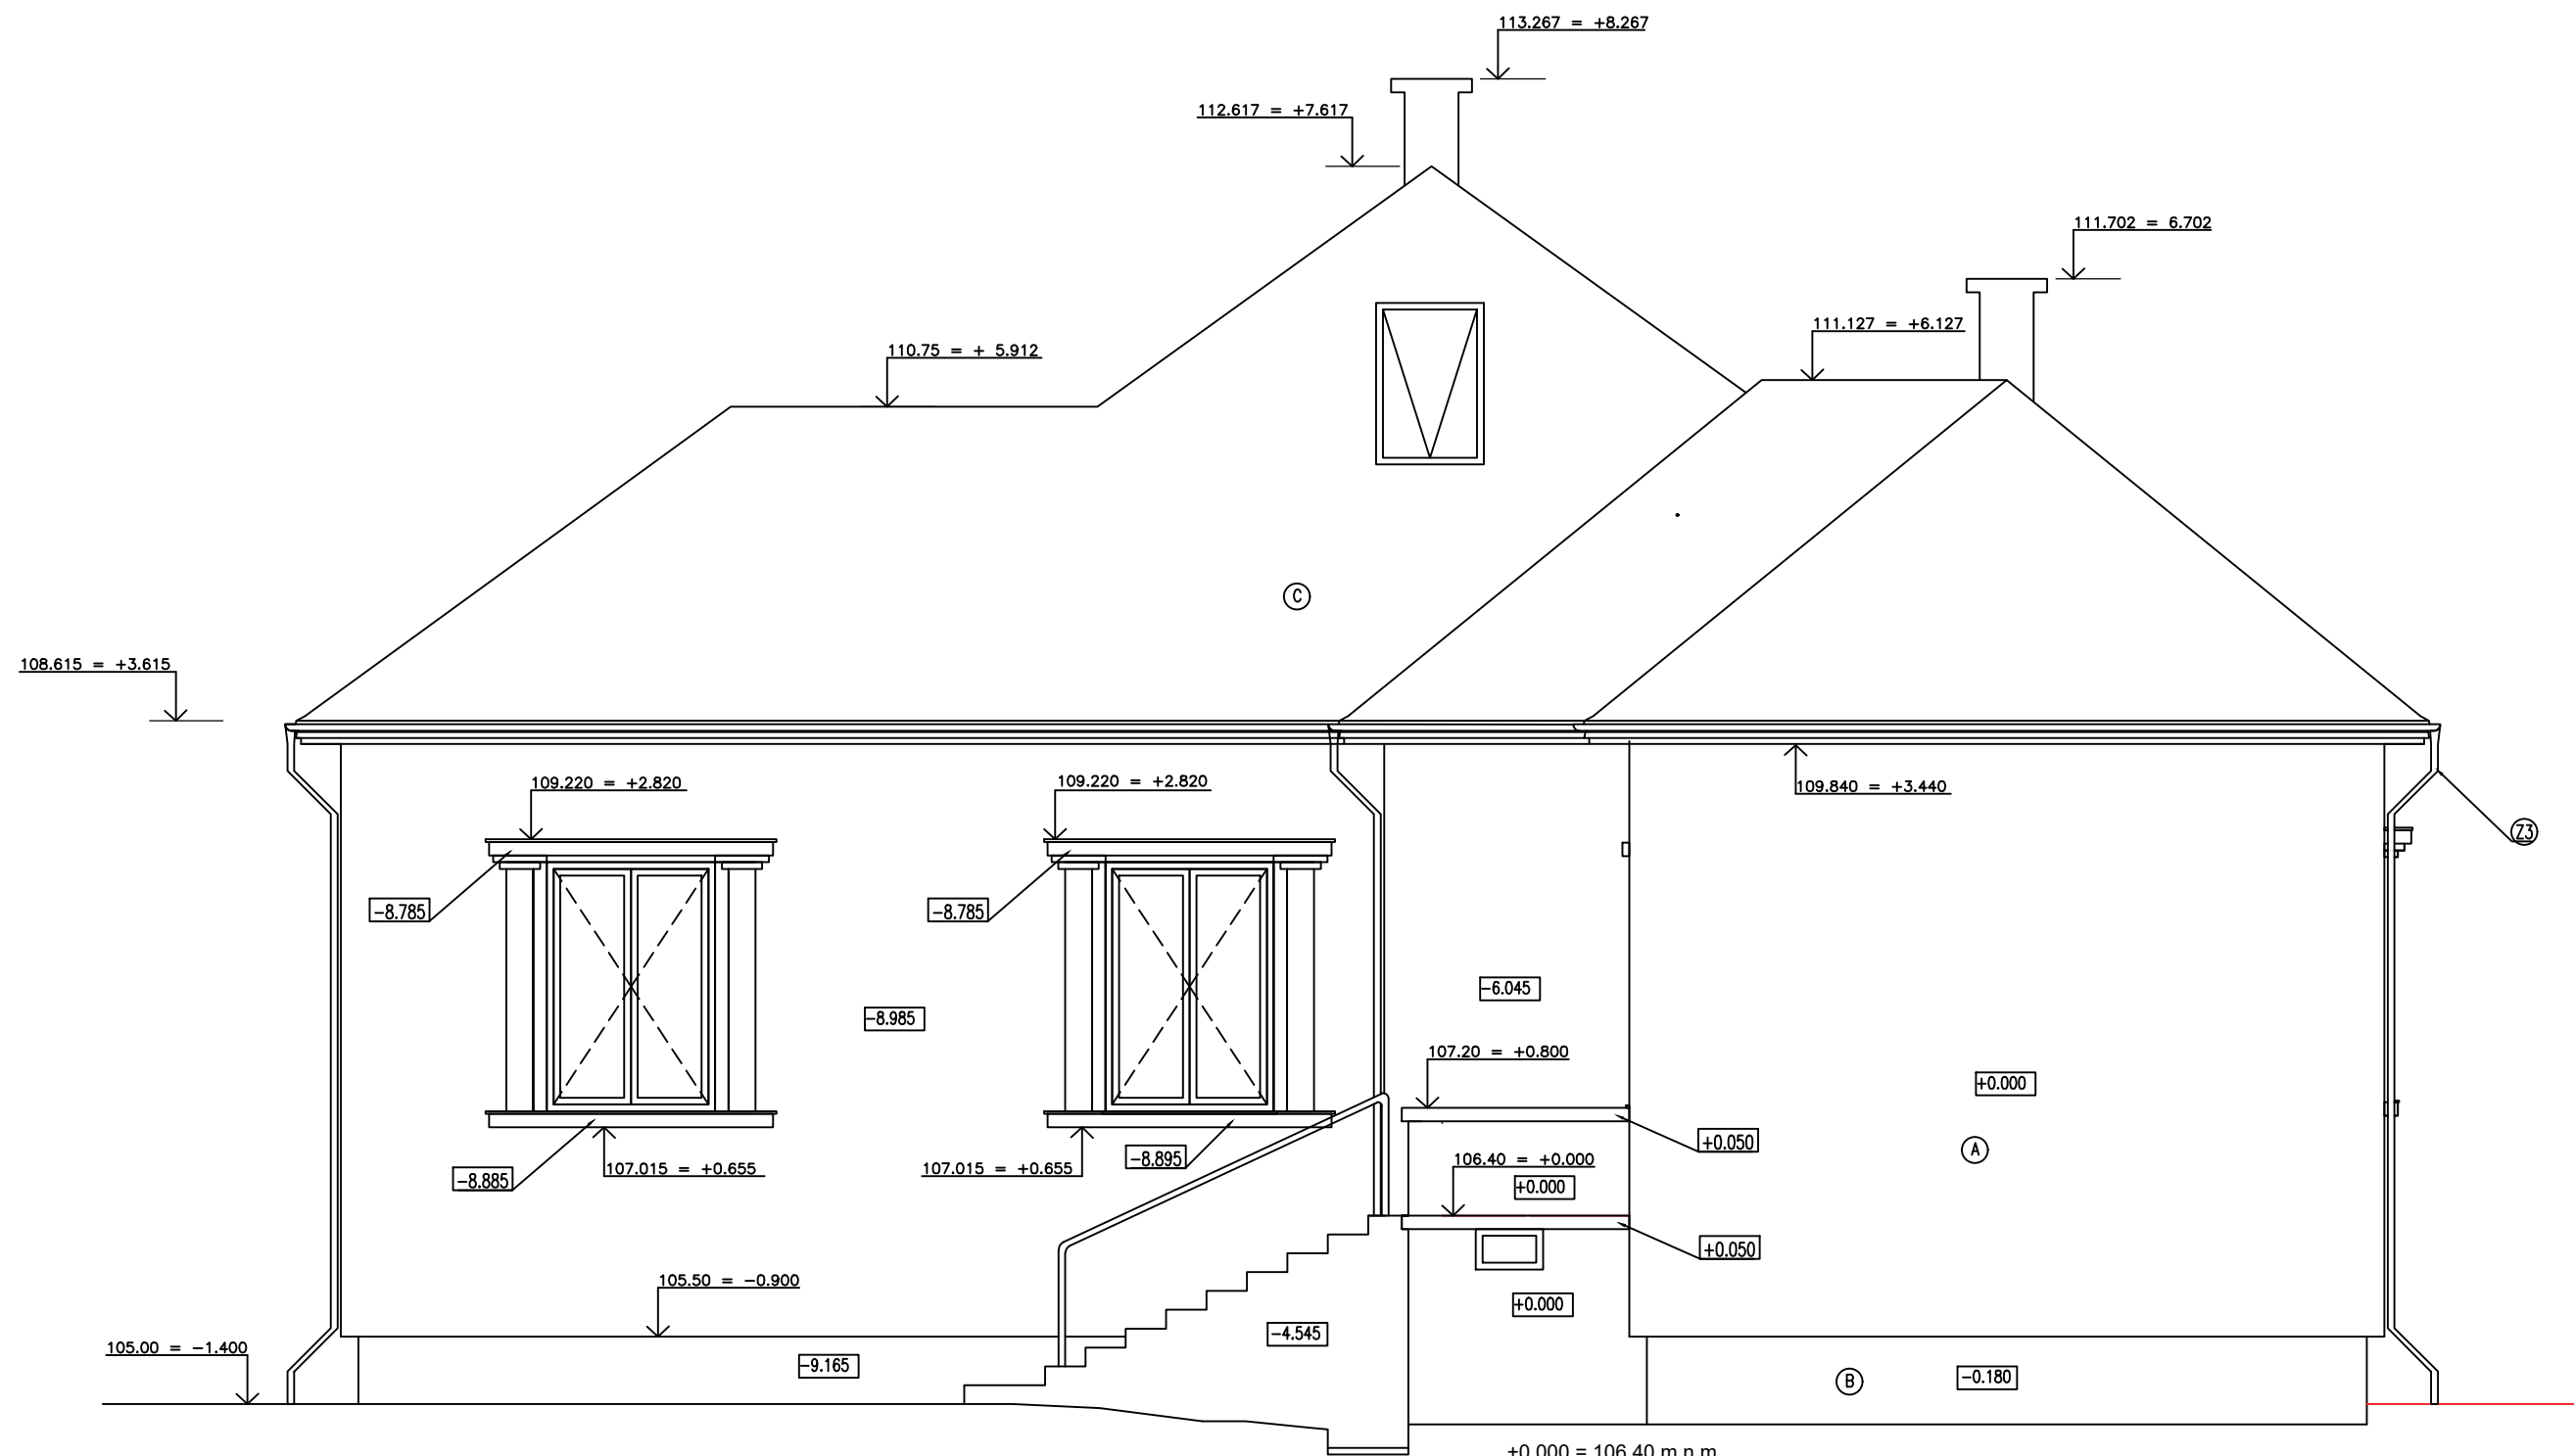 113.267 = +8.267
112.617 = +7.617
111.702 = 6.702
111.127 = +6.127
110.75 = + 5.912
C
108.615 = +3.615
109.220 = +2.820
109.220 = +2.820
109.840 = +3.440
Z3
-8.785
-8.785
-6.045
-8.985
107.20 = +0.800
+0.000
+0.050
A
-8.895
106.40 = +0.000
107.015 = +0.655
107.015 = +0.655
-8.885
+0.000
+0.050
105.50 = -0.900
+0.000
-4.545
105.00 = -1.400
-9.165
B
-0.180
±0.000 = 106.40 m n.m